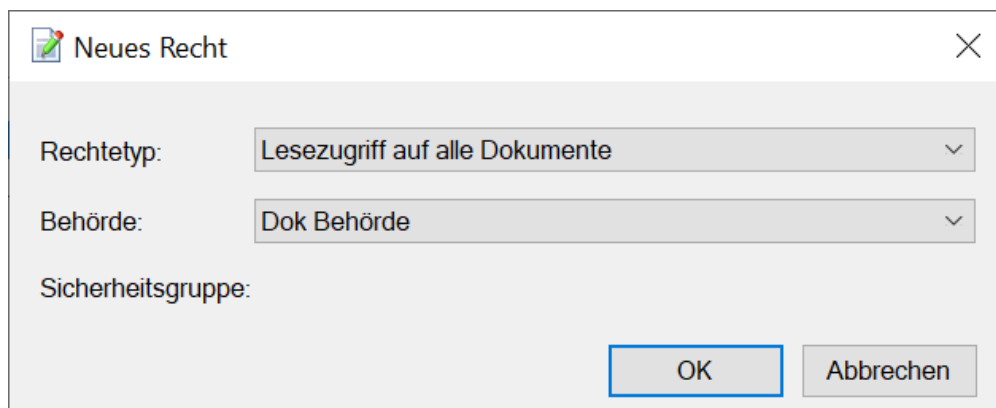 Neues Recht
Rechtetyp: Lesezugriff auf alle Dokumente
Behörde: Dok Behörde
Sicherheitsgruppe:
OK Abbrechen